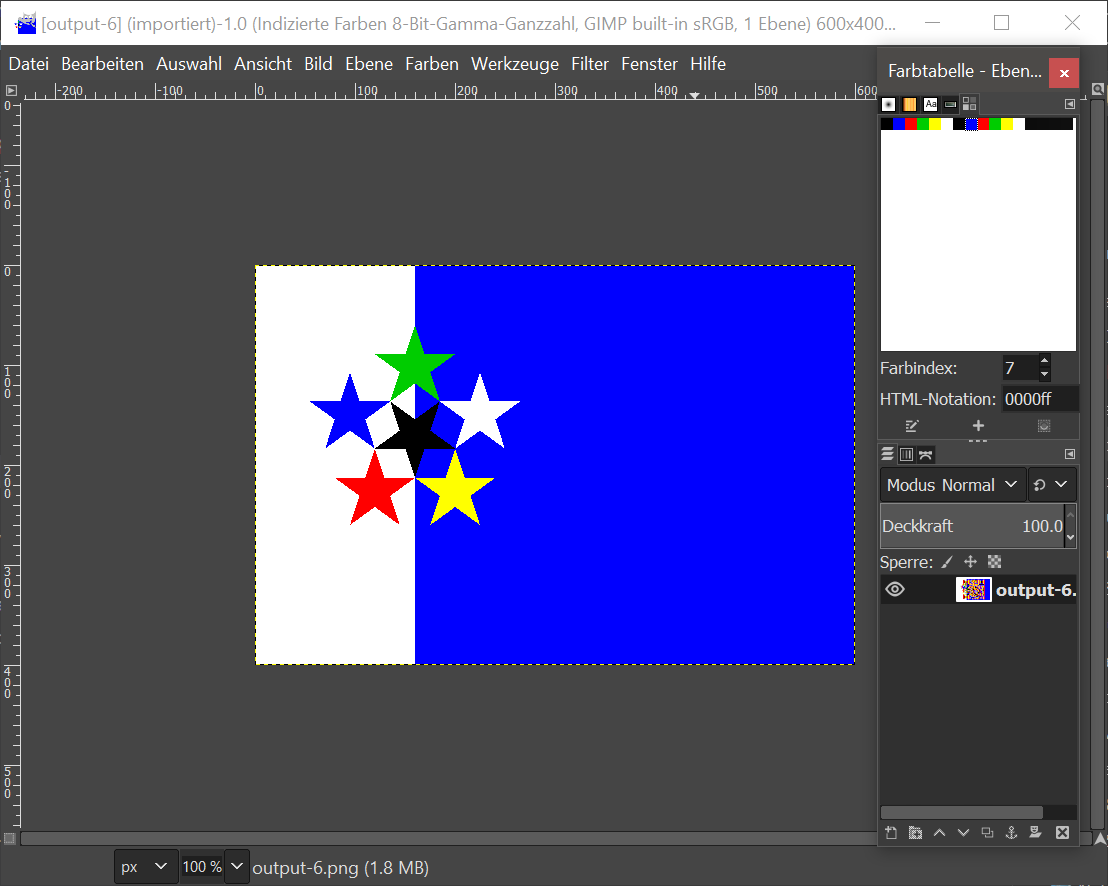 [output-6] (importiert)-1.0 (Indizierte Farben 8-Bit-Gamma-Ganzzahl, GIMP built-in sRGB, 1 Ebene) 600x400...
Datei Bearbeiten Auswahl Ansicht Bild Ebene Farben Werkzeuge Filter Fenster Hilfe
-200 -100 0 100 200 300 400 500 600
0
100
0
100
200
300
400
500
Farbtabelle - Eben...
Aa
Farbindex: 7
HTML-Notation: 0000ff
Modus Normal
Deckkraft 100.0
Sperre:
output-6.
px 100 % output-6.png (1.8 MB)